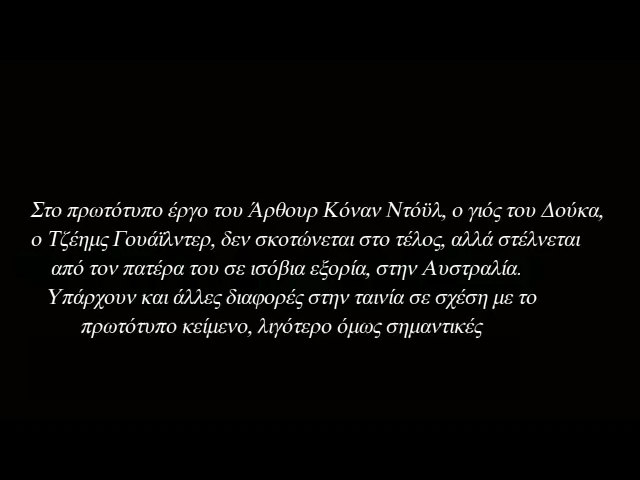 Στο πρωτότυπο έργο του Άρθουρ Κόναν Ντόϋλ, ο γιός του Δούκα,
ο Τζέημς Γουάϊλντερ, δεν σκοτώνεται στο τέλος, αλλά στέλνεται
από τον πατέρα του σε ισόβια εξορία, στην Αυστραλία.
Υπάρχουν και άλλες διαφορές στην ταινία σε σχέση με το
πρωτότυπο κείμενο, λιγότερο όμως σημαντικές